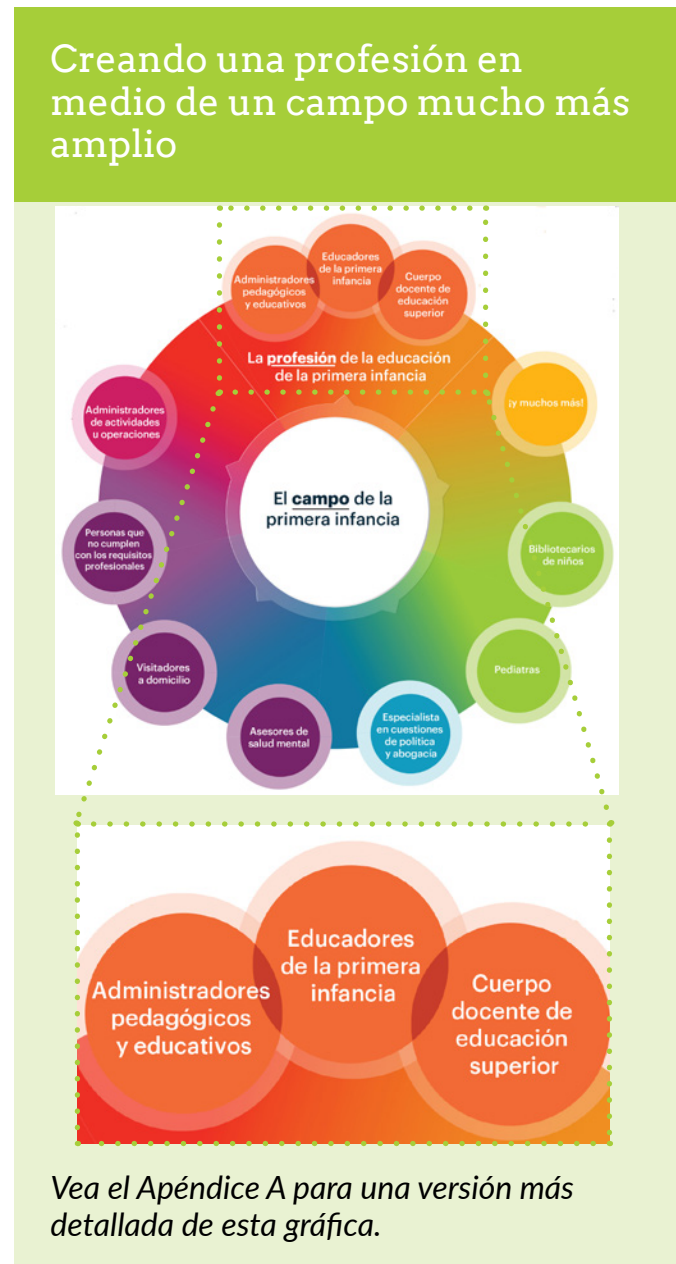 Creando una profesión en
medio de un campo mucho más
amplio
Educadores
de la primera
infancia
Administradores
pedagógicos
y educativos
Cuerpo
docente de
educación
superior
La profesión de la educación
de la primera infancia
¡y muchos más!
Administradores
de actividades
u operaciones
El campo de la
primera infancia
Personas que
no cumplen
con los requisitos
profesionales
Bibliotecarios
de niños
Visitadores
a domicilio
Pediatras
Asesores de
salud mental
Especialista
en cuestiones
de política
y abogacía
Educadores
de la primera
infancia
Administradores
pedagógicos
y educativos
Cuerpo
docente de
educación
superior
Vea el Apéndice A para una versión más
detallada de esta gráfica.